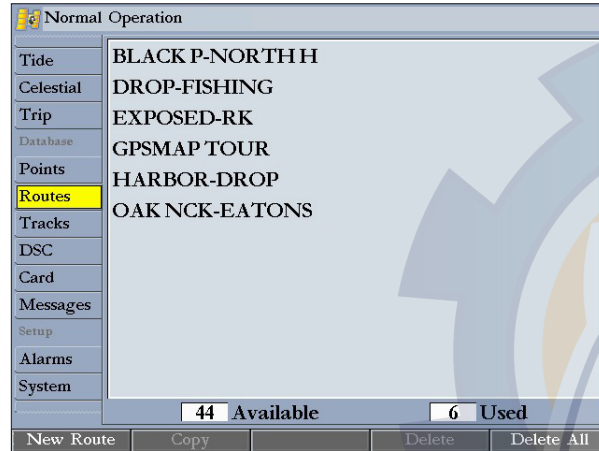 Normal Operation
Tide
Celestial
Trip
Database
Points
Routes
Tracks
DSC
Card
Messages
Setup
Alarms
System
BLACK P-NORTH H
DROP-FISHING
EXPOSED-RK
GPSMAP TOUR
HARBOR-DROP
OAK NCK-EATONS
44 Available 6 Used
New Route Copy Delete Delete All